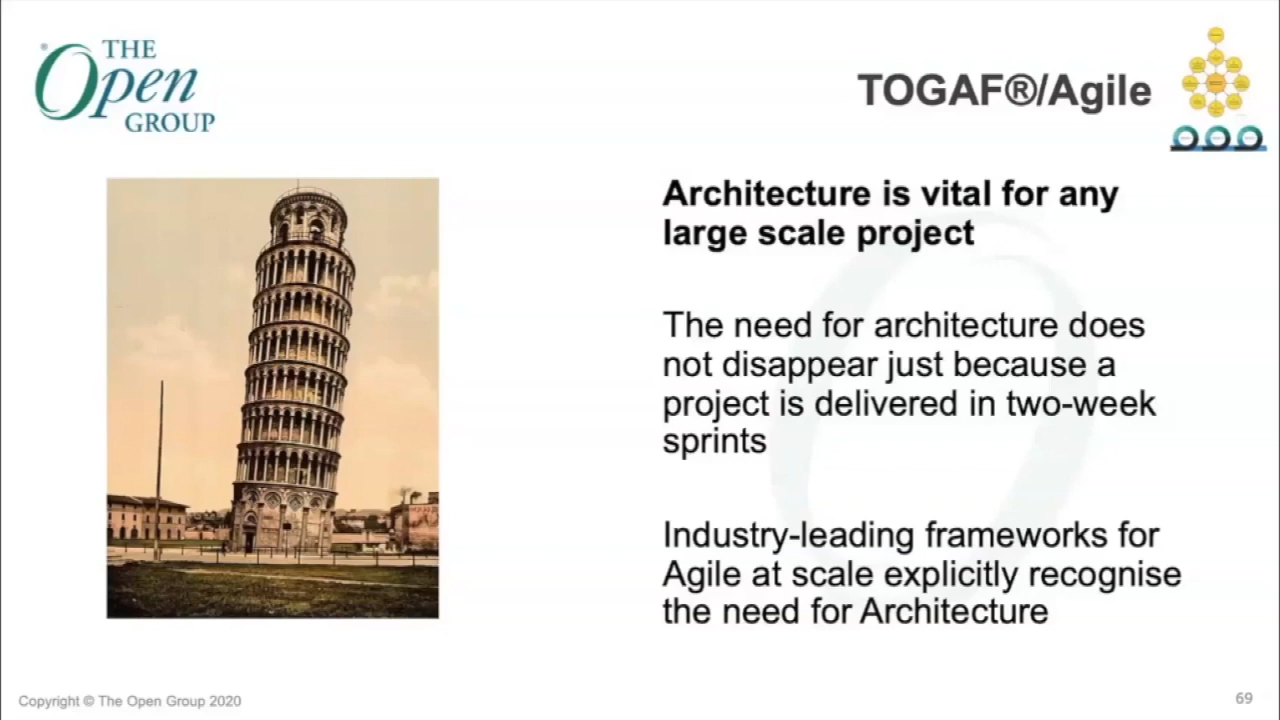 THE
Open
GROUP
TOGAF®/Agile
Architecture is vital for any
large scale project
The need for architecture does
not disappear just because a
project is delivered in two-week
sprints
Industry-leading frameworks for
Agile at scale explicitly recognise
the need for Architecture
Copyright © The Open Group 2020
69